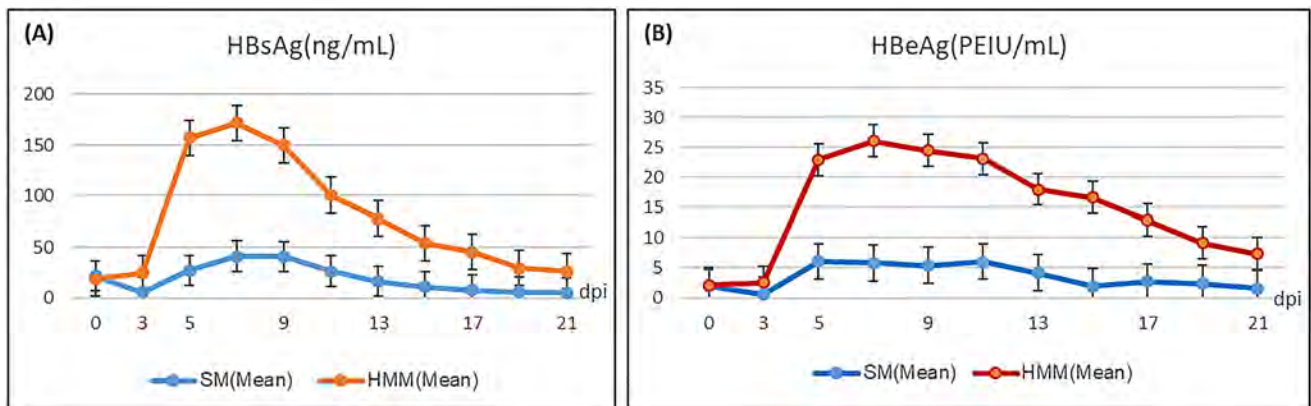 (A)
HBsAg(ng/mL)
200
150
100
50
0
0 3 5 9 13 17 21
dpi
SM(Mean) HMM(Mean)
(B)
HBeAg(PEIU/mL)
35
30
25
20
15
10
5
0
0 3 5 9 13 17 21
dpi
SM(Mean) HMM(Mean)